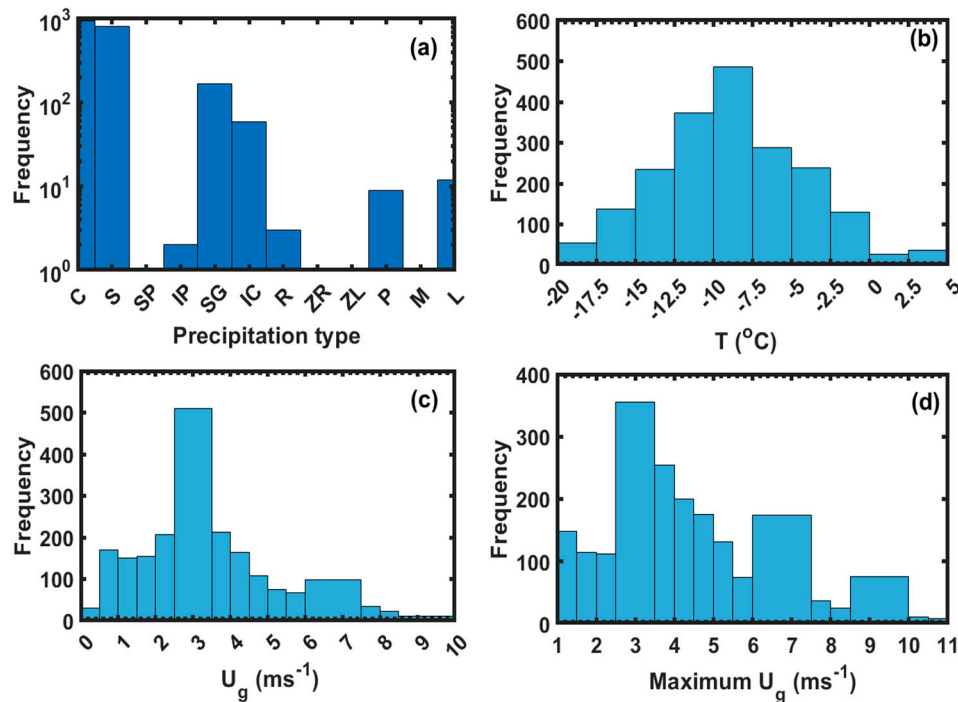 (a)
Frequency
10^3
10^2
10^1
10^0
C S SP IP SG IC R ZR ZL P M L
Precipitation type
(b)
Frequency
600
500
400
300
200
100
0
-20 -17.5 -15 -12.5 -10 -7.5 -5 -2.5 0 2.5 5
T (°C)
(c)
Frequency
600
500
400
300
200
100
0
0 1 2 3 4 5 6 7 8 9 10
U_g (ms^-1)
(d)
Frequency
400
300
200
100
0
1 2 3 4 5 6 7 8 9 10 11
Maximum U_g (ms^-1)